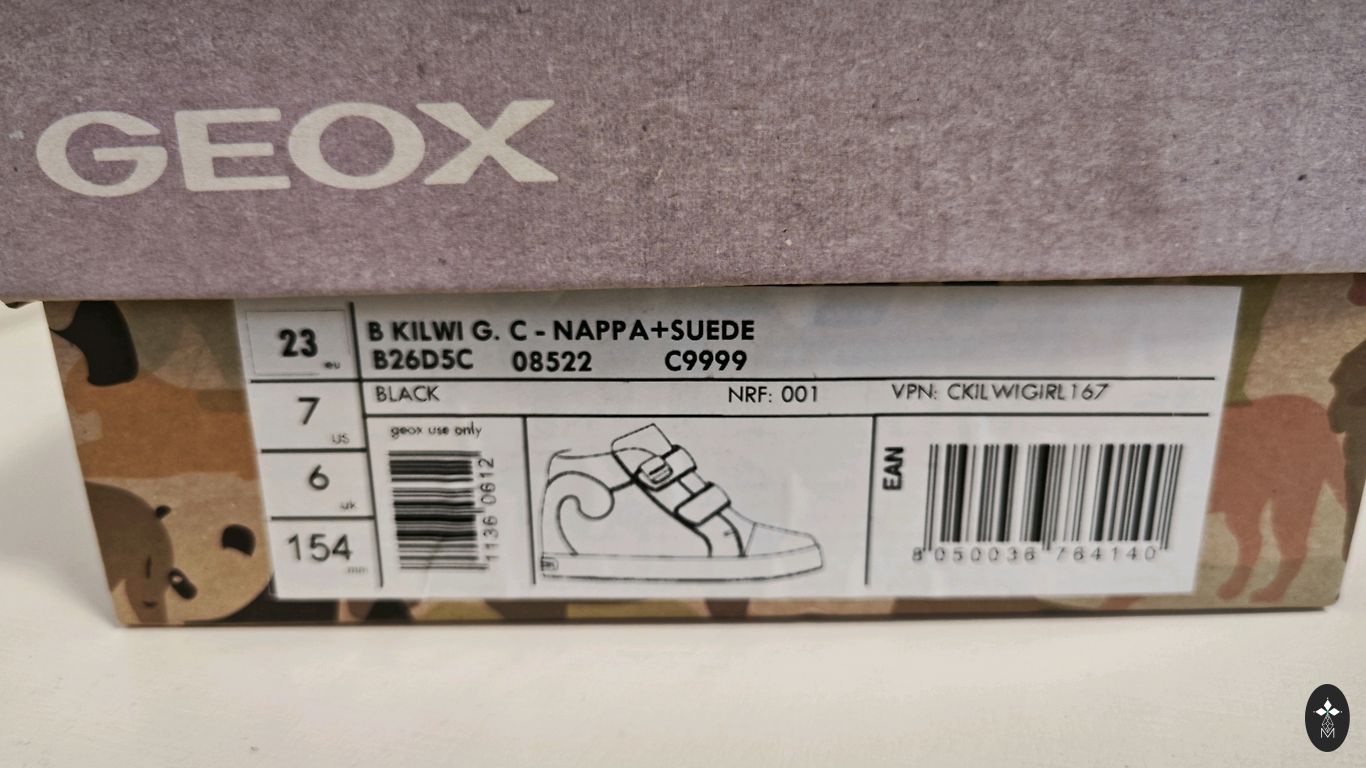 GEOX
23 eu
B KILWI G. C - NAPPA+SUEDE
B26D5C 08522 C9999
7 US
BLACK NRF: 001 VPN: CKILWIGIRL167
6 uk
154 mm
geox use only
1136 0612
EAN
8 050036 764140
M